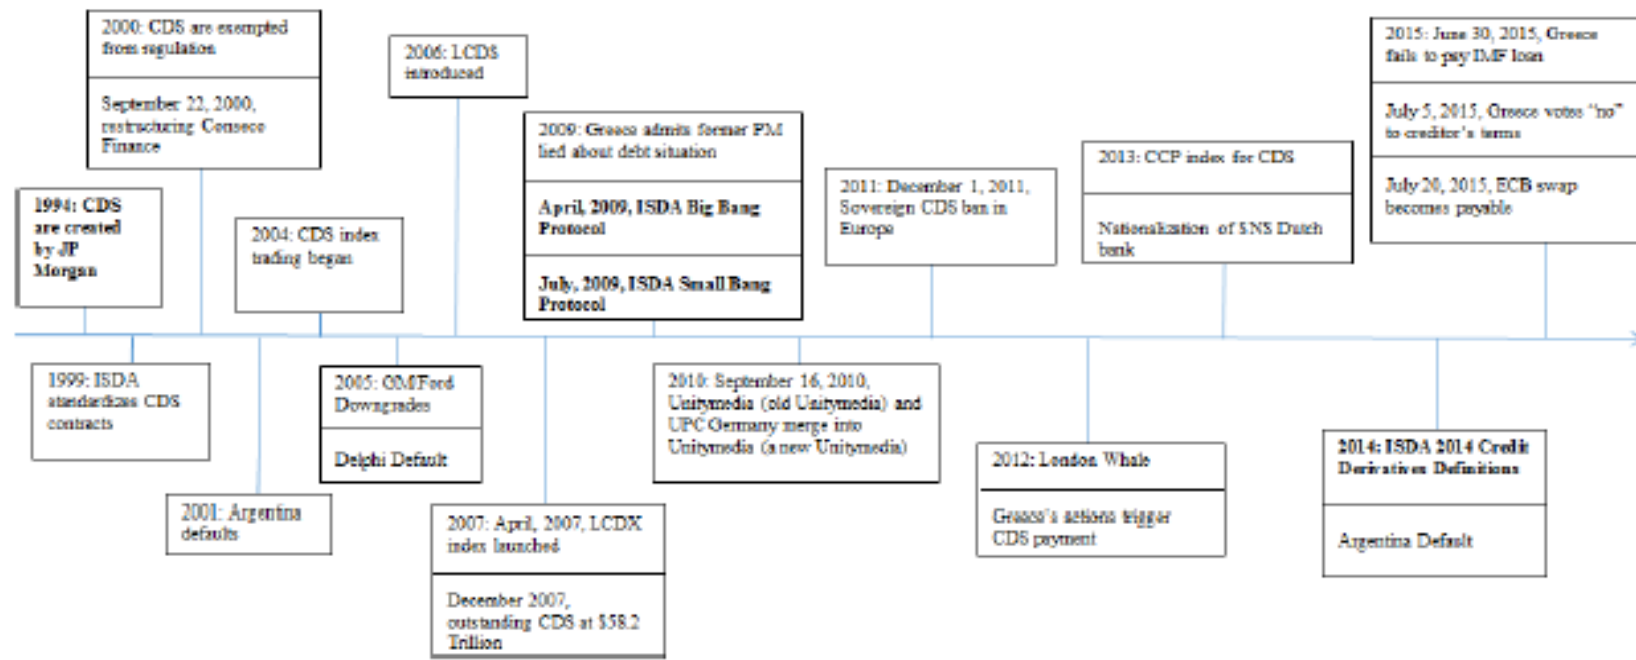 2000: CDS are exempted
from regulation
September 22, 2000,
restructuring Conseco
Finance
2006: LCDS
introduced
2015: June 30, 2015, Greece
fails to pay IMF loan
July 5, 2015, Greece votes “no”
to creditor’s terms
July 20, 2015, ECB swap
becomes payable
2009: Greece admits former PM
lied about debt situation
April, 2009, ISDA Big Bang
Protocol
July, 2009, ISDA Small Bang
Protocol
2013: CCP index for CDS
Nationalization of SNS Dutch
bank
2011: December 1, 2011,
Sovereign CDS ban in
Europe
1994: CDS
are created
by JP
Morgan
2004: CDS index
trading began
1999: ISDA
standardizes CDS
contracts
2005: GM/Ford
Downgrades
Delphi Default
2010: September 16, 2010,
Unitymedia (old Unitymedia) and
UPC Germany merge into
Unitymedia (a new Unitymedia)
2012: London Whale
Greece’s actions trigger
CDS payment
2014: ISDA 2014 Credit
Derivatives Definitions
Argentina Default
2001: Argentina
defaults
2007: April, 2007, LCDX
index launched
December 2007,
outstanding CDS at $58.2
Trillion